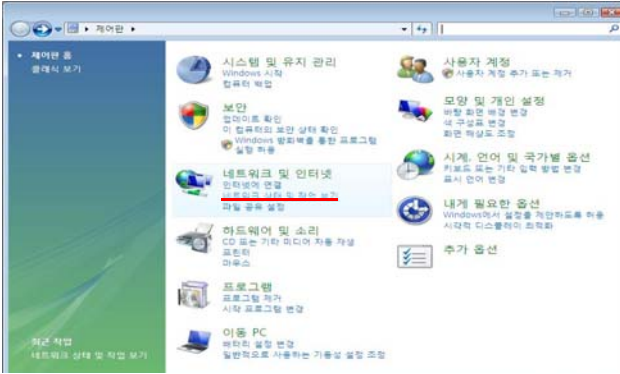 제어판
제어판 홈
클래식 보기
시스템 및 유지 관리
Windows 시작
컴퓨터 백업
보안
업데이트 확인
이 컴퓨터의 보안 상태 확인
Windows 방화벽을 통한 프로그램
실행 허용
네트워크 및 인터넷
인터넷에 연결
네트워크 상태 및 작업 보기
파일 공유 설정
하드웨어 및 소리
CD 또는 기타 미디어 자동 재생
프린터
마우스
프로그램
프로그램 제거
시작 프로그램 변경
이동 PC
배터리 설정 변경
일반적으로 사용하는 기동성 설정 조정
사용자 계정
사용자 계정 추가 또는 제거
모양 및 개인 설정
바탕 화면 배경 변경
색 구성표 변경
화면 해상도 조정
시계, 언어 및 국가별 옵션
키보드 또는 기타 입력 방법 변경
표시 언어 변경
내게 필요한 옵션
Windows에서 설정을 제안하도록 허용
시각적 디스플레이 최적화
추가 옵션
최근 작업
네트워크 상태 및 작업 보기